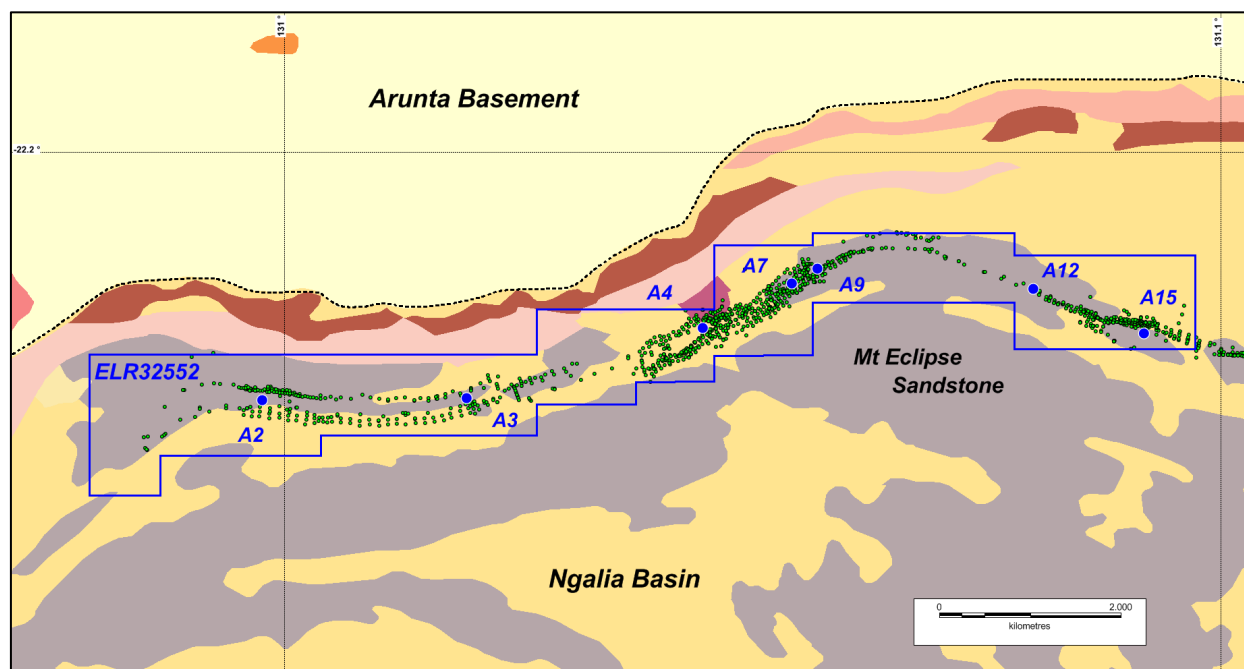 131 °
131.1 °
Arunta Basement
-22.2 °
A7
A4
A9
A12
A15
Mt Eclipse
Sandstone
ELR32552
A2
A3
Ngalia Basin
0
2.000
kilometres